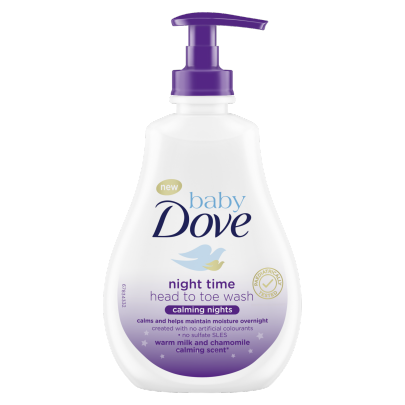 new
baby
Dove
night time
head to toe wash
calming nights
calms and helps maintain moisture overnight
created with no artificial colourants
• no sulfate SLES
warm milk and chamomile
calming scent*